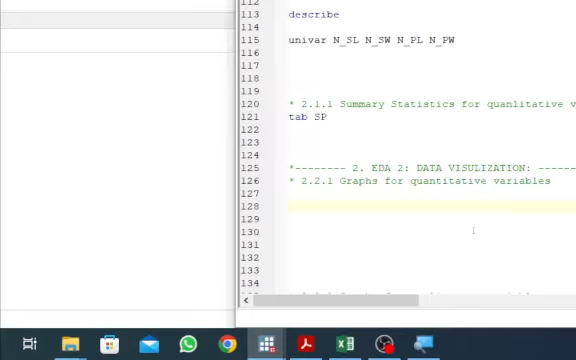 112
113 describe
114
115 univar N_SL N_SW N_PL N_PW
116
117
118
119
120 * 2.1.1 Summary Statistics for quanlitative v
121 tab SP
122
123
124
125 *-------- 2. EDA 2: DATA VISULIZATION: ------
126 * 2.2.1 Graphs for quantitative variables
127
128
129
130
131
132
133
134